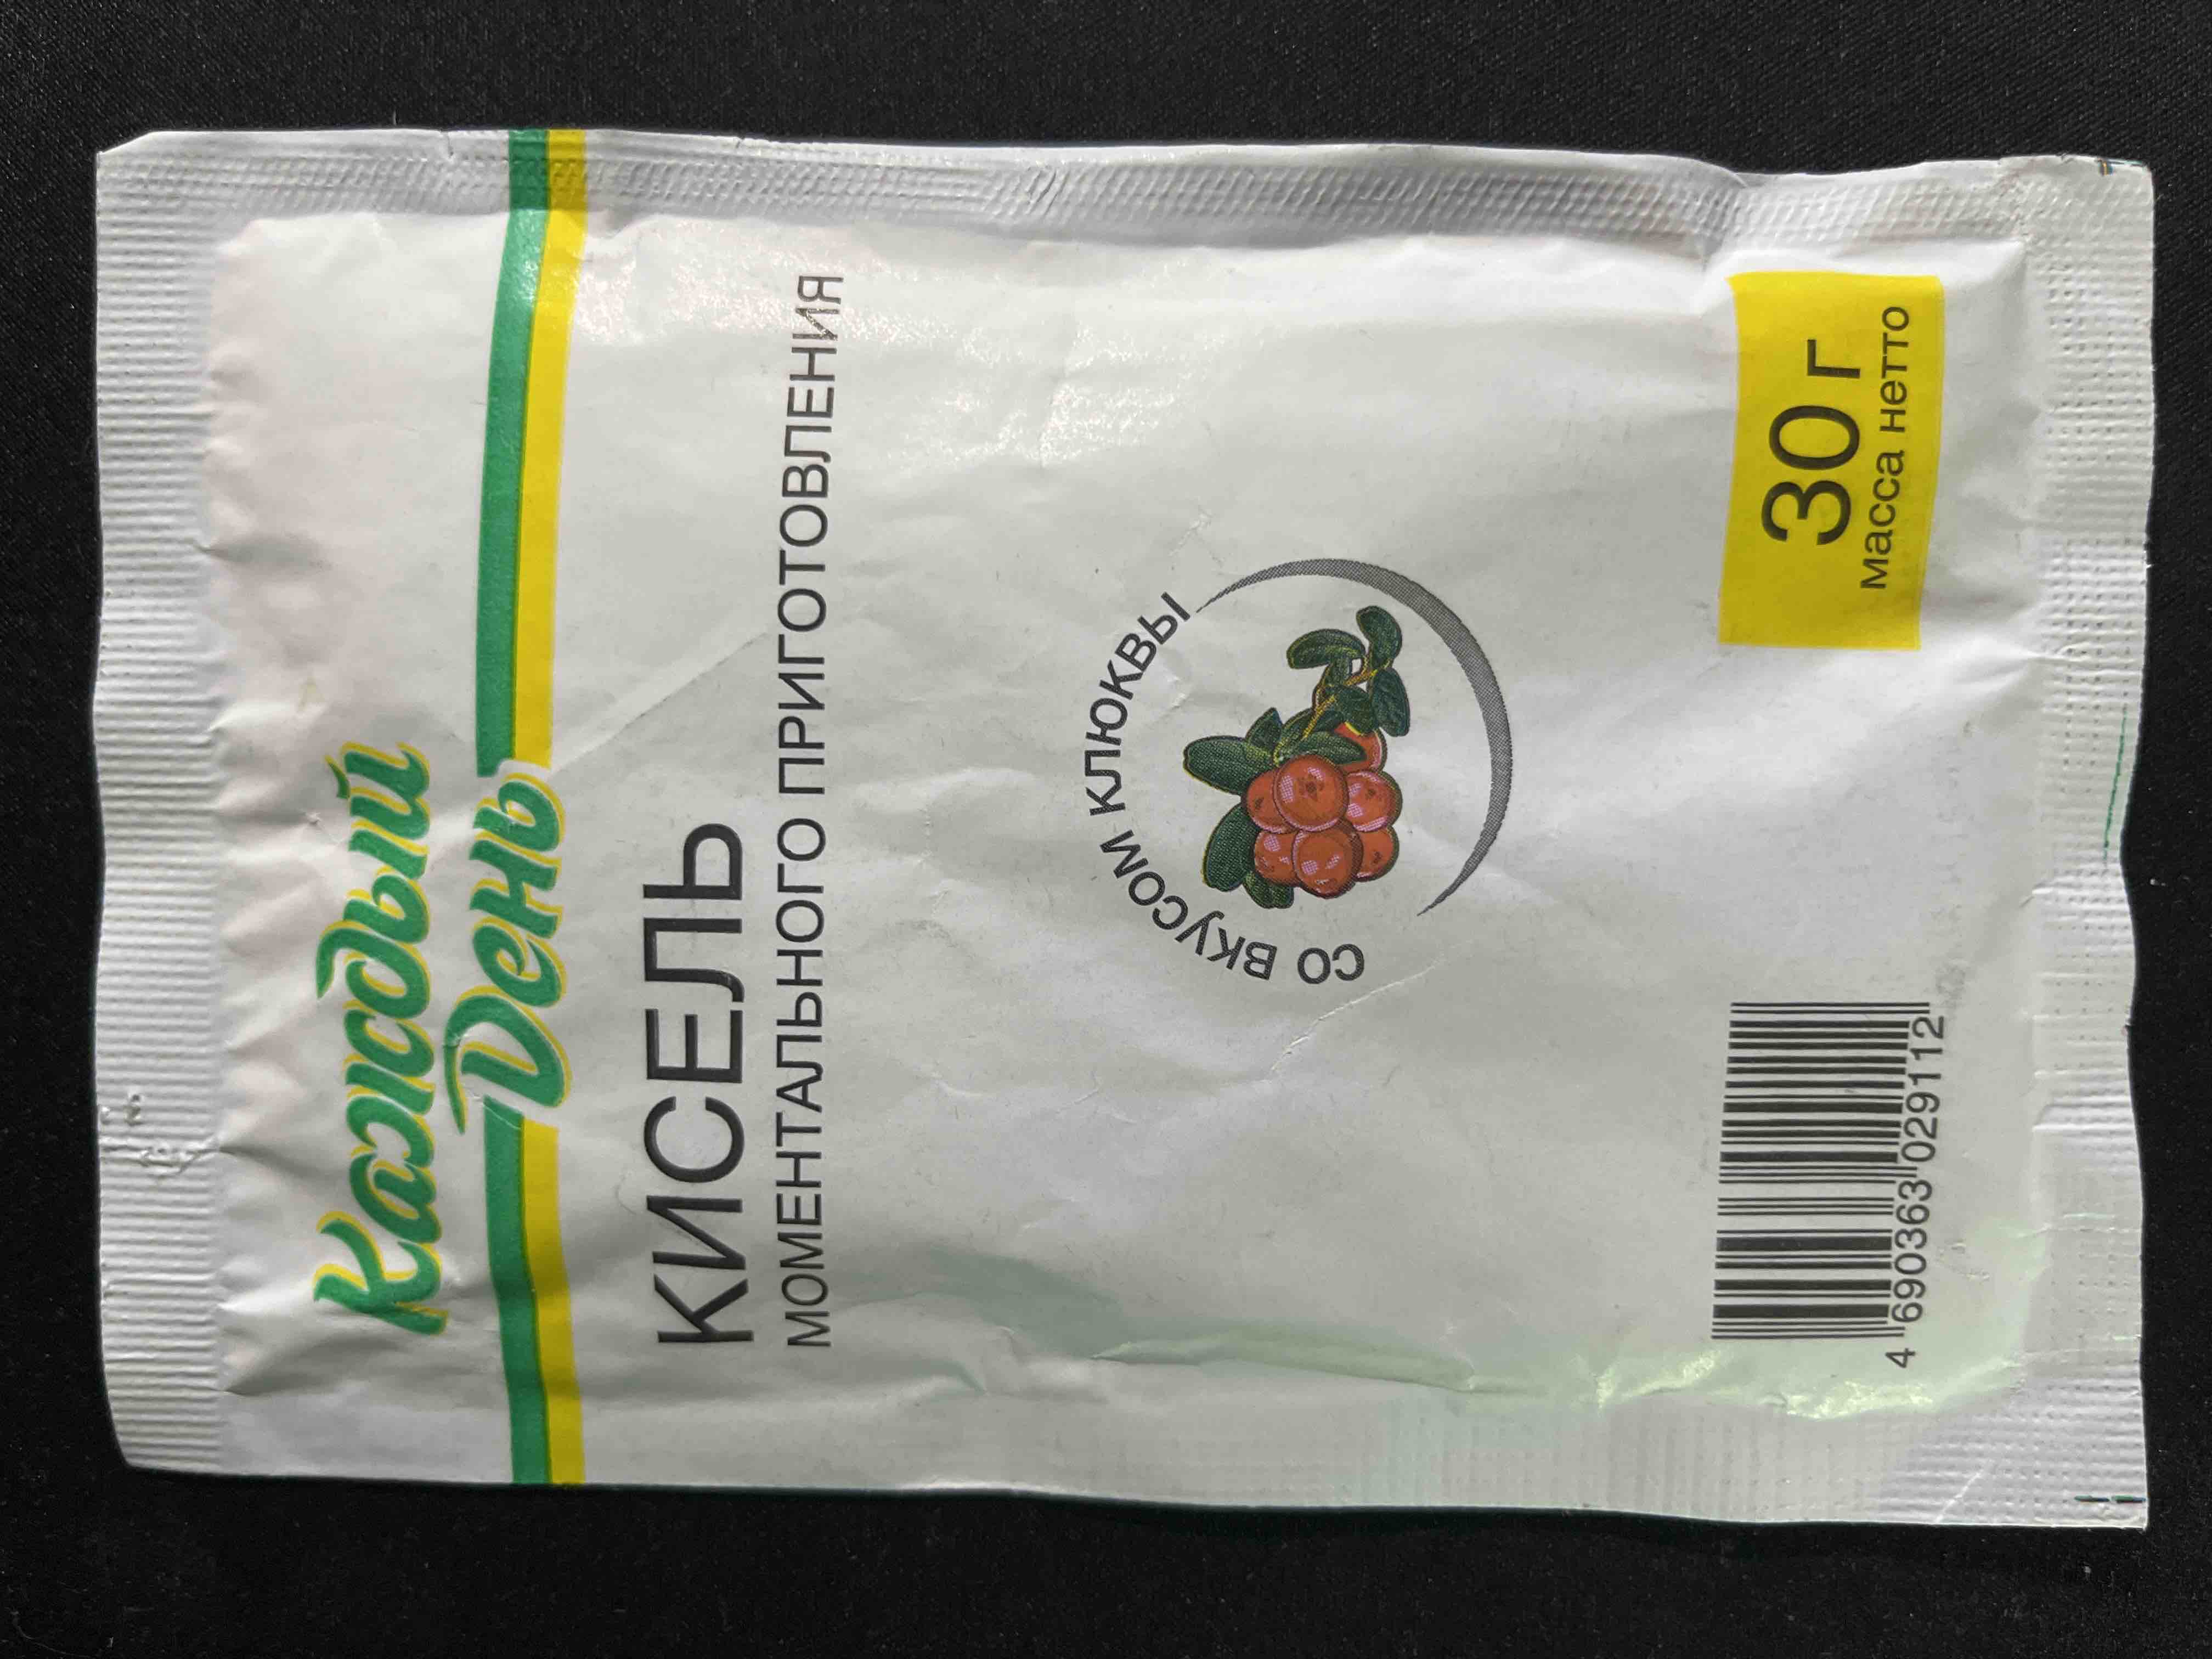 Каждый
День
КИСЕЛЬ
МОМЕНТАЛЬНОГО ПРИГОТОВЛЕНИЯ
СО ВКУСОМ КЛЮКВЫ
4 690363 029112
30 г
масса нетто